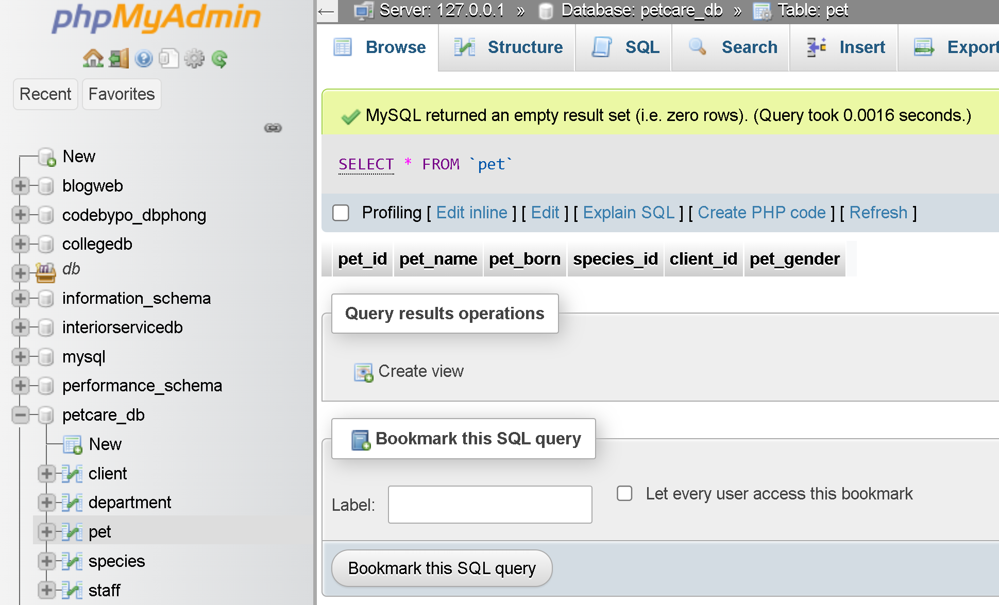 phpMyAdmin
Recent Favorites
New
blogweb
codebypo_dbphong
collegedb
db
information_schema
interiorservicedb
mysql
performance_schema
petcare_db
New
client
department
pet
species
staff
← Server: 127.0.0.1 » Database: petcare_db » Table: pet
Browse Structure SQL Search Insert Export
MySQL returned an empty result set (i.e. zero rows). (Query took 0.0016 seconds.)
SELECT * FROM `pet`
Profiling [ Edit inline ] [ Edit ] [ Explain SQL ] [ Create PHP code ] [ Refresh ]
pet_id pet_name pet_born species_id client_id pet_gender
Query results operations
Create view
Bookmark this SQL query
Label: Let every user access this bookmark
Bookmark this SQL query